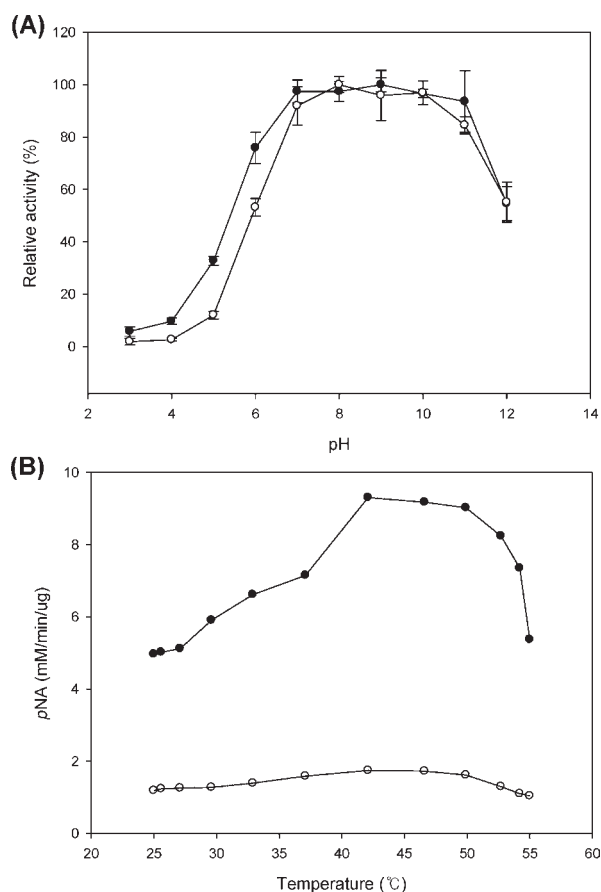 (A)
120
100
80
60
40
20
0
Relative activity (%)
2 4 6 8 10 12 14
pH
(B)
10
8
6
4
2
0
pNA (mM/min/ug)
20 25 30 35 40 45 50 55 60
Temperature (℃)